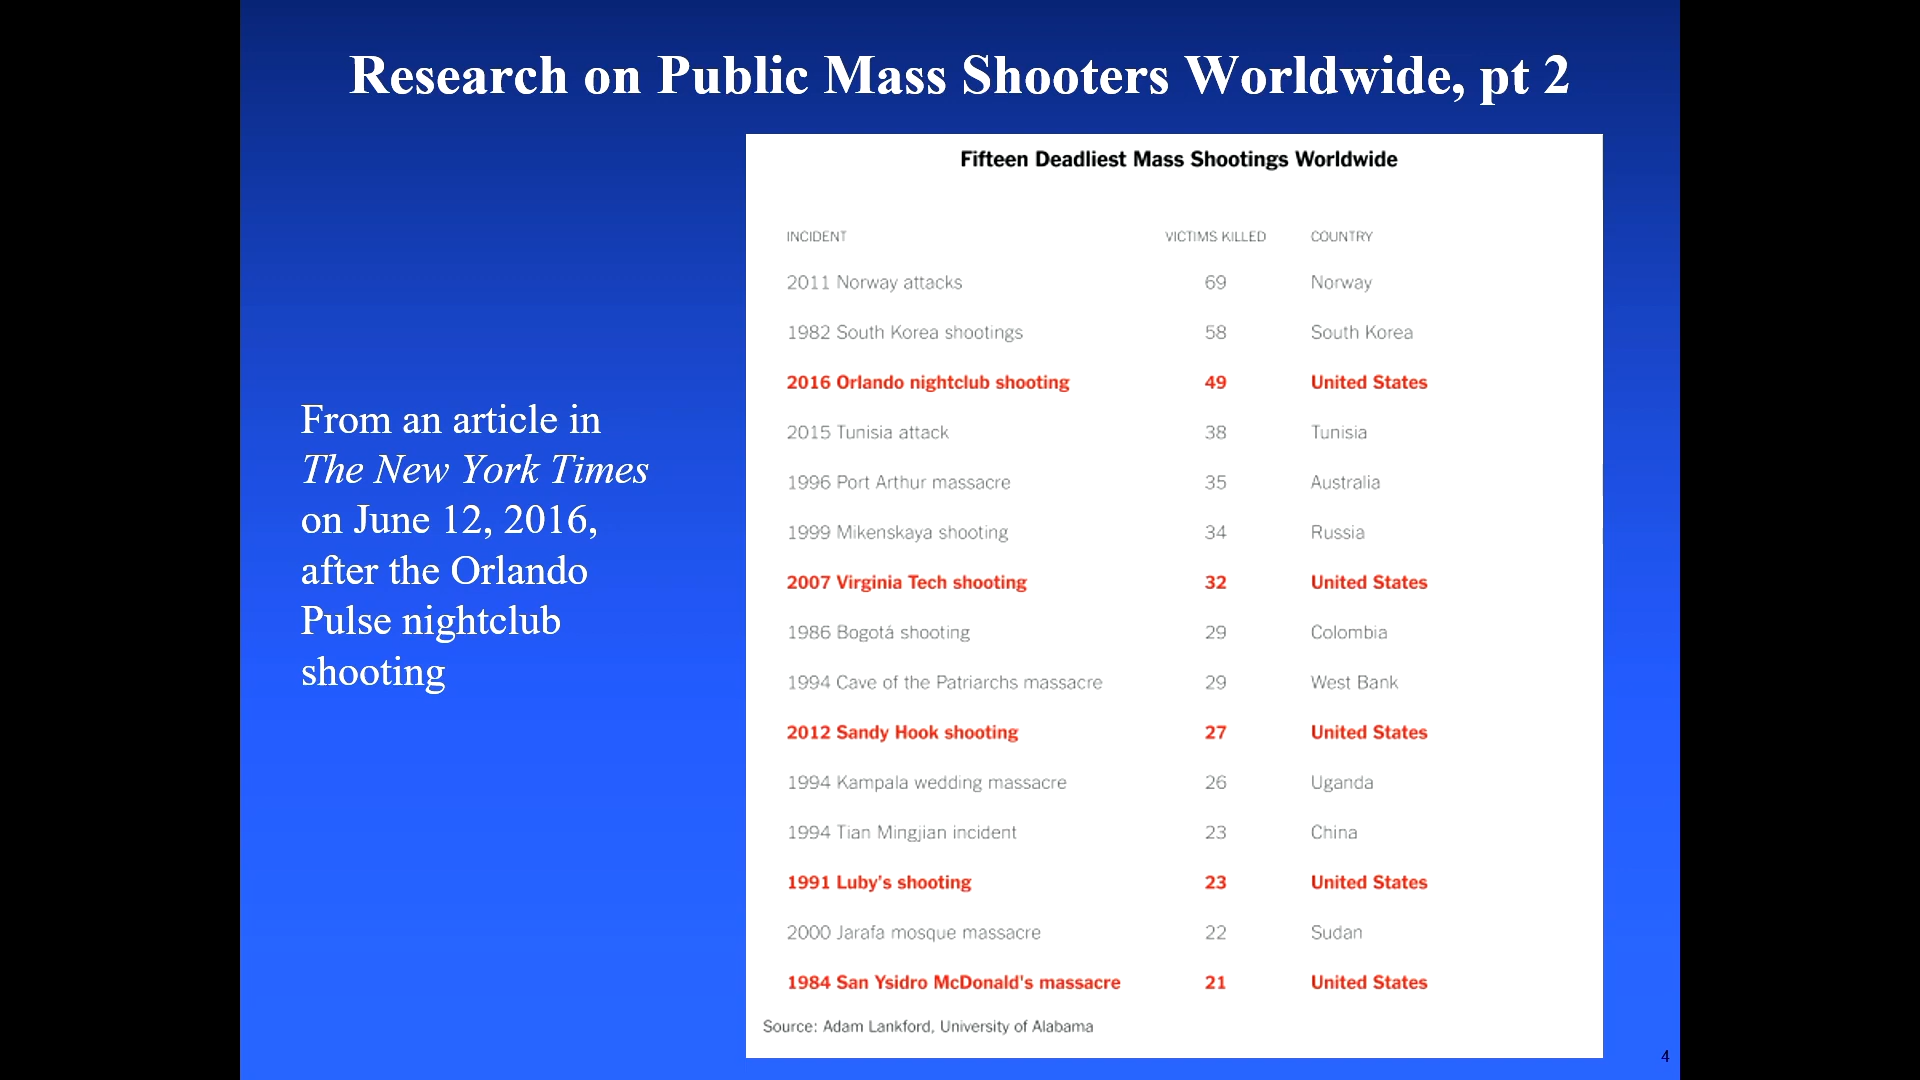 Research on Public Mass Shooters Worldwide, pt 2
From an article in
The New York Times
on June 12, 2016,
after the Orlando
Pulse nightclub
shooting
Fifteen Deadliest Mass Shootings Worldwide
INCIDENT VICTIMS KILLED COUNTRY
2011 Norway attacks 69 Norway
1982 South Korea shootings 58 South Korea
2016 Orlando nightclub shooting 49 United States
2015 Tunisia attack 38 Tunisia
1996 Port Arthur massacre 35 Australia
1999 Mikenskaya shooting 34 Russia
2007 Virginia Tech shooting 32 United States
1986 Bogotá shooting 29 Colombia
1994 Cave of the Patriarchs massacre 29 West Bank
2012 Sandy Hook shooting 27 United States
1994 Kampala wedding massacre 26 Uganda
1994 Tian Mingjian incident 23 China
1991 Luby's shooting 23 United States
2000 Jarafa mosque massacre 22 Sudan
1984 San Ysidro McDonald's massacre 21 United States
Source: Adam Lankford, University of Alabama
4